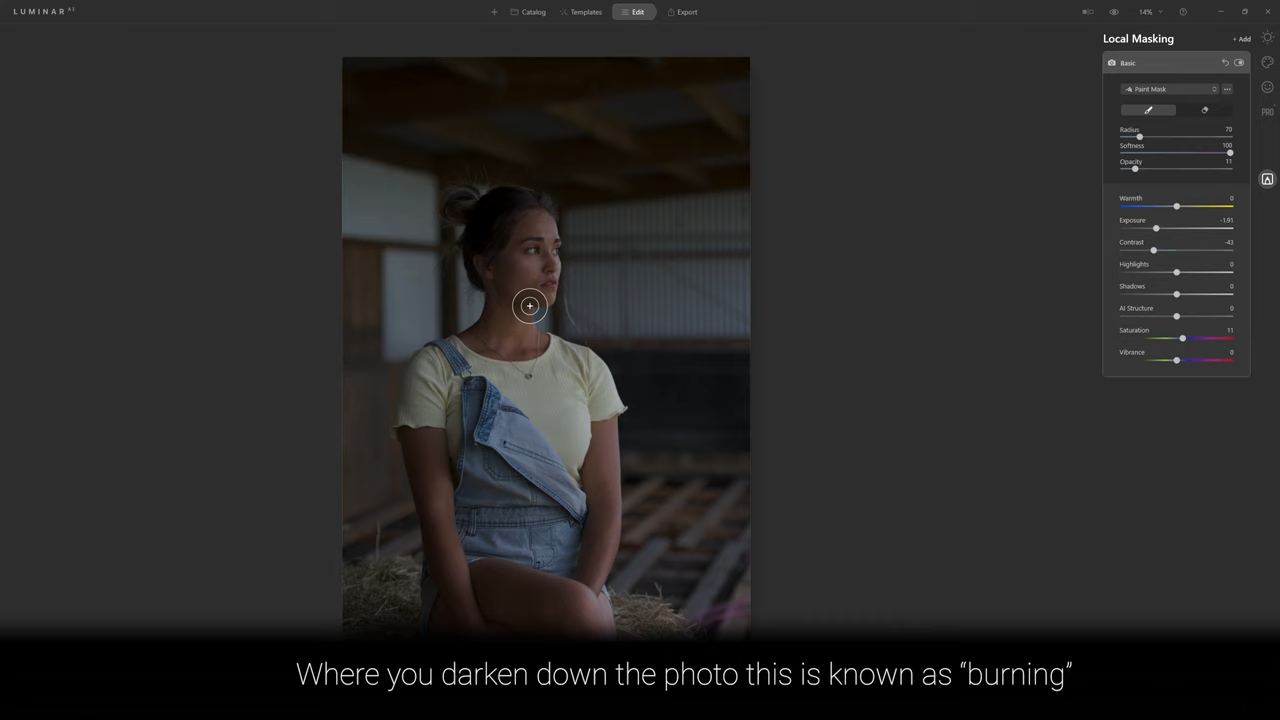 LUMINAR AI
Catalog Templates Edit Export
14%
Local Masking
+ Add
Basic
Paint Mask
Radius 70
Softness 100
Opacity 11
PRO
Warmth 0
Exposure -1.91
Contrast -43
Highlights 0
Shadows 0
AI Structure 0
Saturation 11
Vibrance 0
Where you darken down the photo this is known as “burning”